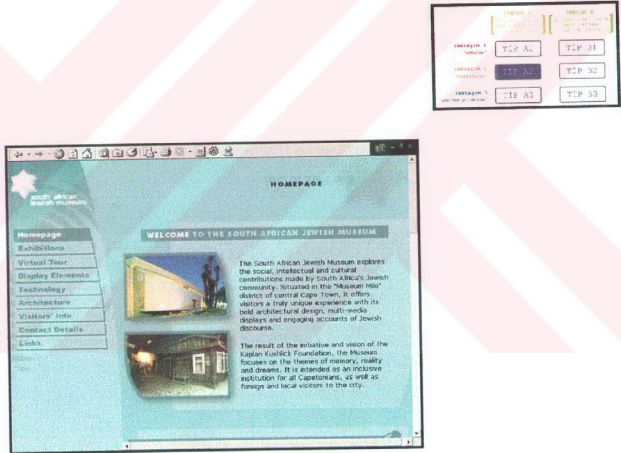 TIP A1 TIP B1
TIP A2 TIP B2
TIP A3 TIP B3
HOMEPAGE
south african
jewish museum
Homepage
Exhibitions
Virtual Tour
Display Elements
Technology
Architecture
Visitors' Info
Contact Details
Links
WELCOME TO THE SOUTH AFRICAN JEWISH MUSEUM
The South African Jewish Museum explores
the social, intellectual and cultural
contributions made by South Africa's Jewish
community. Situated in the "Museum Mile"
district of central Cape Town, it offers
visitors a truly unique experience with its
bold architectural design, multi-media
displays and engaging accounts of Jewish
discourse.
The result of the initiative and vision of the
Kaplan Kushlick Foundation, the Museum
focuses on the themes of memory, reality
and dreams. It is intended as an inclusive
institution for all Capetonians, as well as
foreign and local visitors to the city.